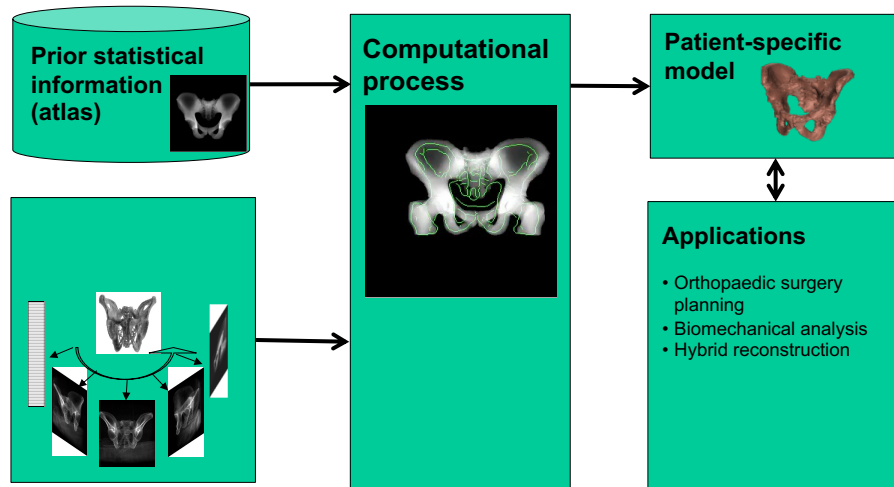 Prior statistical
information
(atlas)
Computational
process
Patient-specific
model
Applications
• Orthopaedic surgery
planning
• Biomechanical analysis
• Hybrid reconstruction